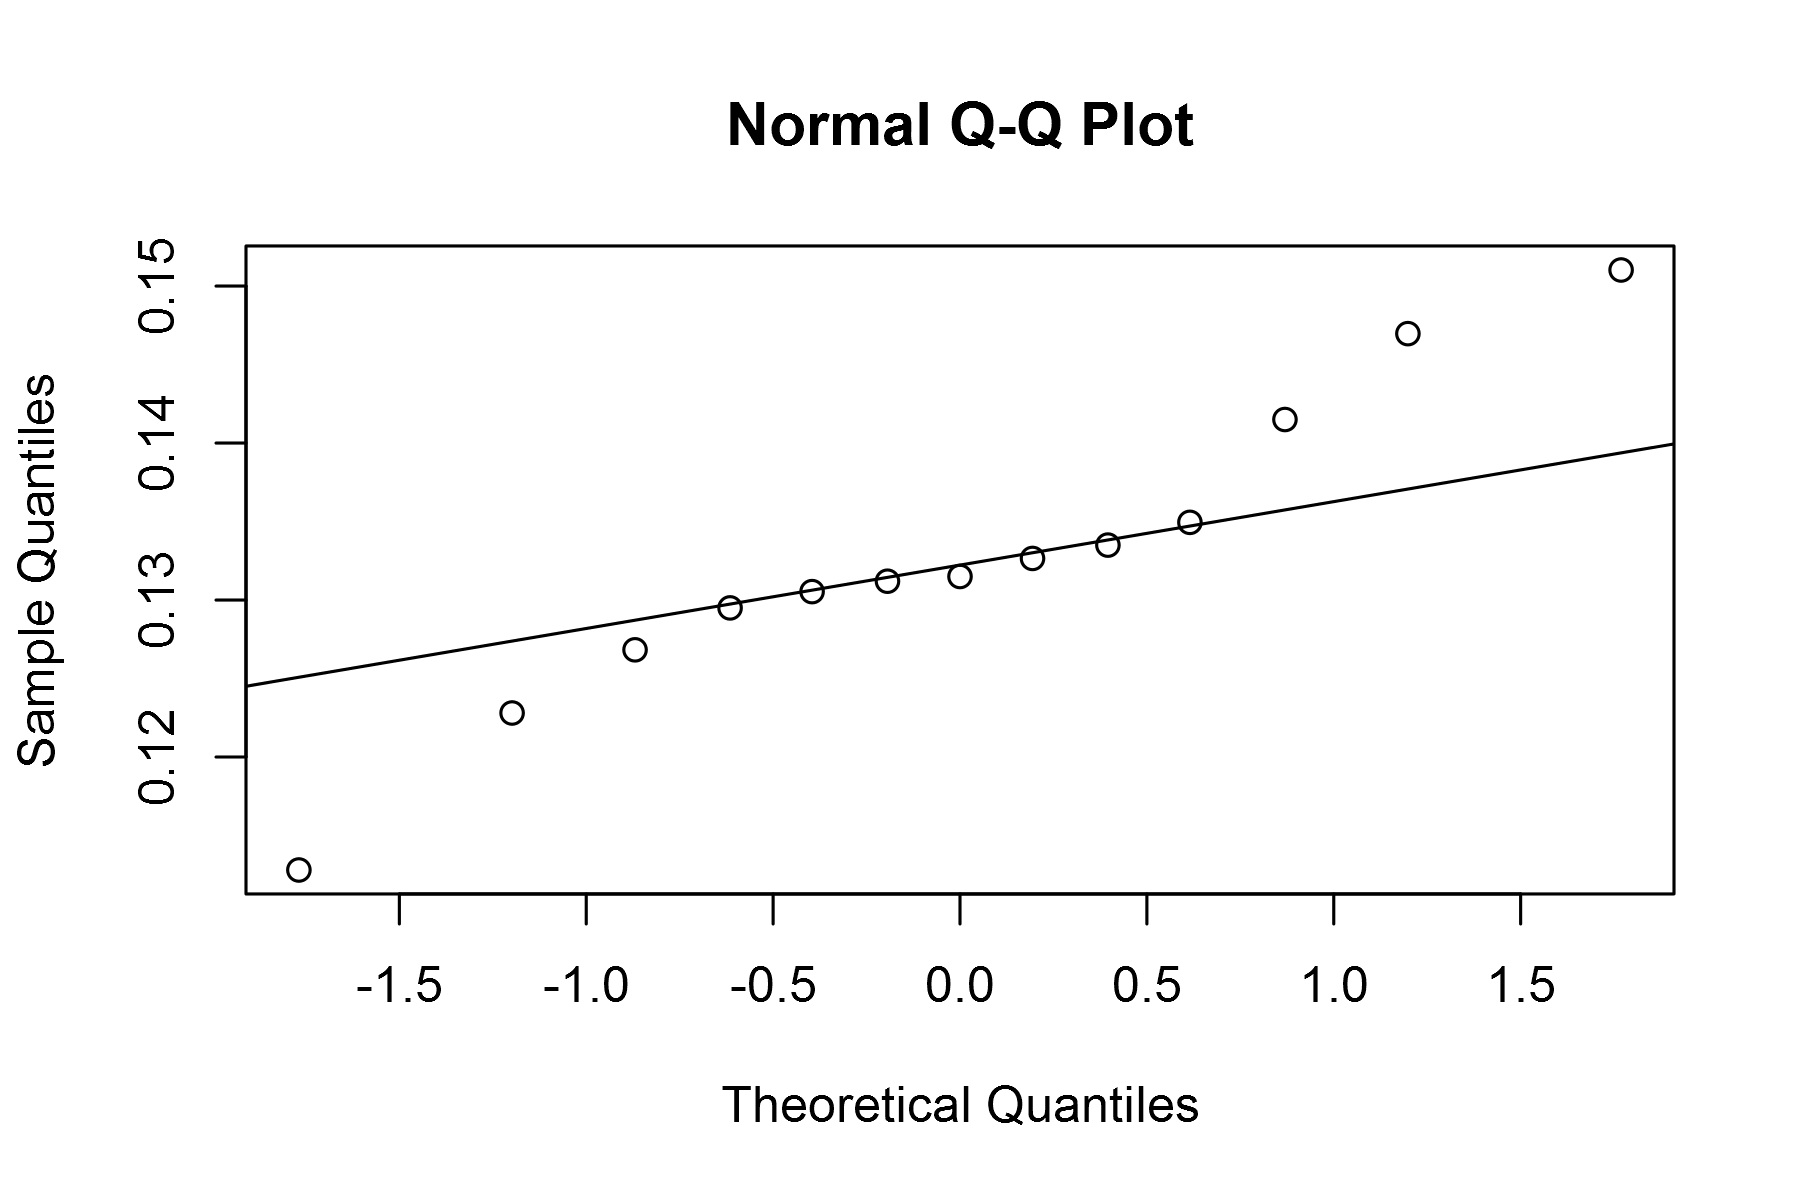 Normal Q-Q Plot
Sample Quantiles
0.15
0.14
0.13
0.12
-1.5 -1.0 -0.5 0.0 0.5 1.0 1.5
Theoretical Quantiles